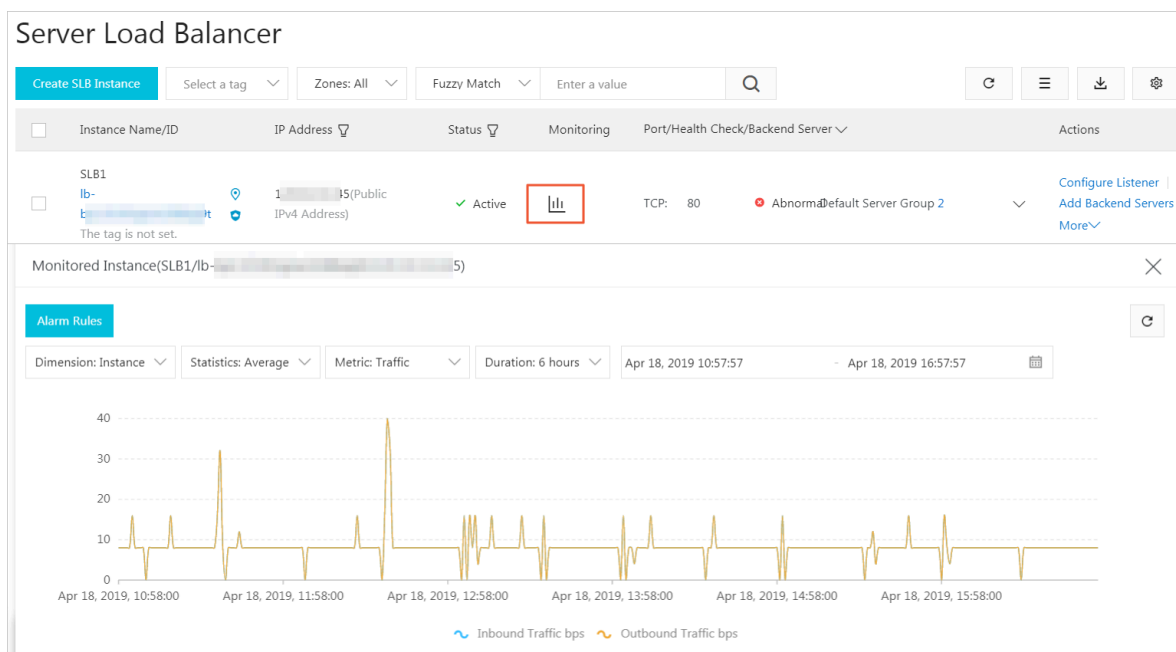 Server Load Balancer
Create SLB Instance Select a tag Zones: All Fuzzy Match Enter a value
Instance Name/ID IP Address Status Monitoring Port/Health Check/Backend Server Actions
SLB1
lb-
t
The tag is not set.
1 45(Public
IPv4 Address)
Active
TCP: 80
Abnormal
Default Server Group 2
Configure Listener
Add Backend Servers
More
Monitored Instance(SLB1/lb- 5)
Alarm Rules
Dimension: Instance Statistics: Average Metric: Traffic Duration: 6 hours Apr 18, 2019 10:57:57 - Apr 18, 2019 16:57:57
40
30
20
10
0
Apr 18, 2019, 10:58:00 Apr 18, 2019, 11:58:00 Apr 18, 2019, 12:58:00 Apr 18, 2019, 13:58:00 Apr 18, 2019, 14:58:00 Apr 18, 2019, 15:58:00
Inbound Traffic bps Outbound Traffic bps